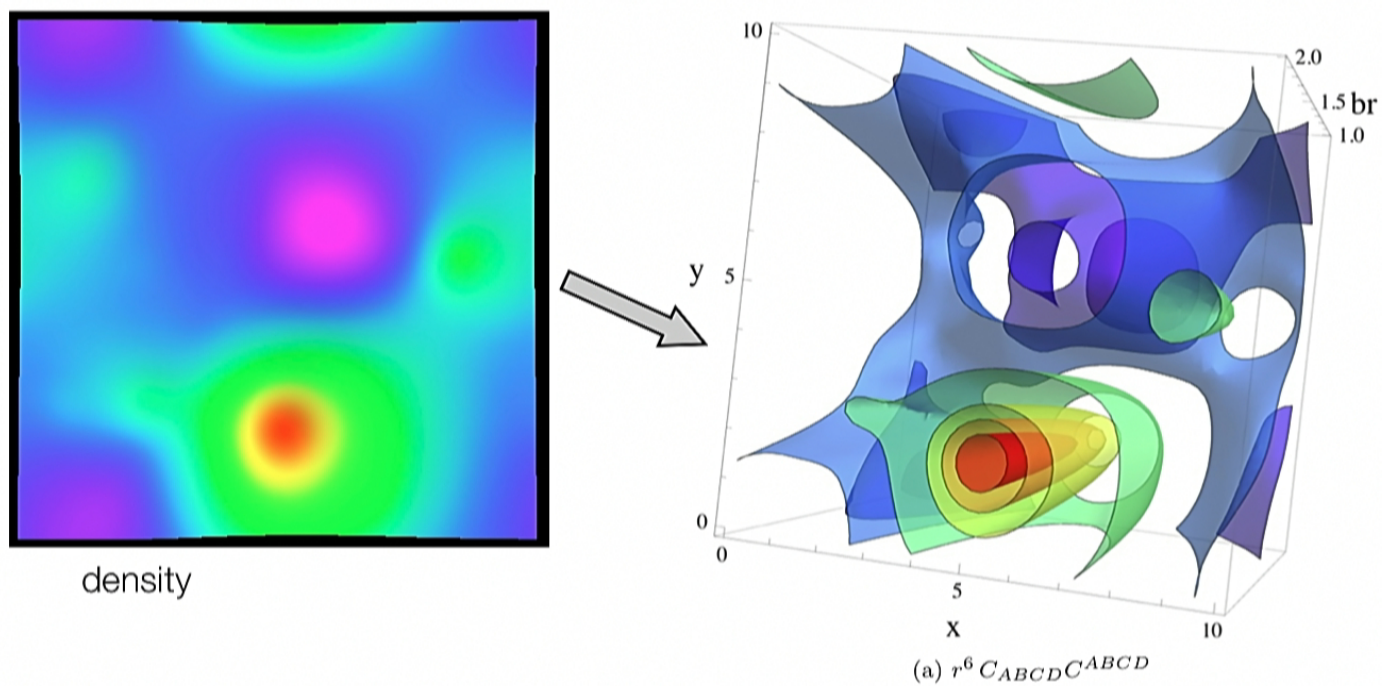 density
10
2.0
1.5 br
1.0
y 5
0
0
5
10
x
(a) r⁶ C_{ABCD}C^{ABCD}